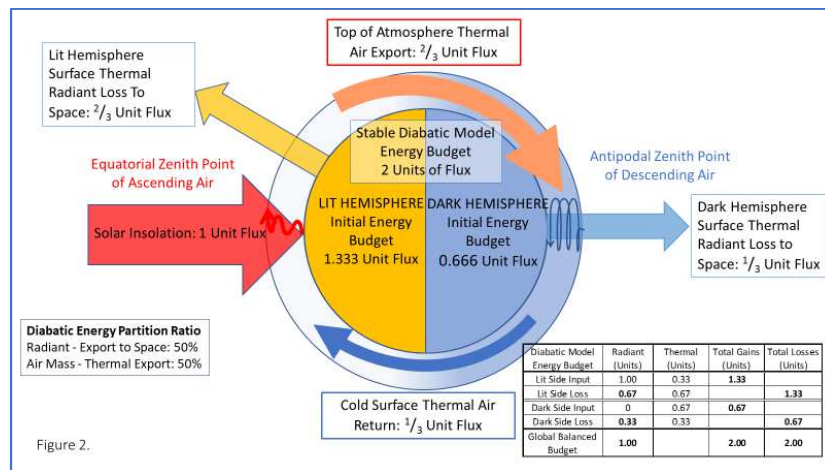 Top of Atmosphere Thermal
Air Export: ²/₃ Unit Flux
Lit Hemisphere
Surface Thermal
Radiant Loss To
Space: ²/₃ Unit Flux
Stable Diabatic Model
Energy Budget
2 Units of Flux
Equatorial Zenith Point
of Ascending Air
Antipodal Zenith Point
of Descending Air
LIT HEMISPHERE
Initial Energy
Budget
1.333 Unit Flux
DARK HEMISPHERE
Initial Energy
Budget
0.666 Unit Flux
Solar Insolation: 1 Unit Flux
Dark Hemisphere
Surface Thermal
Radiant Loss to
Space: ¹/₃ Unit Flux
Diabatic Energy Partition Ratio
Radiant - Export to Space: 50%
Air Mass - Thermal Export: 50%
Cold Surface Thermal Air
Return: ¹/₃ Unit Flux
Diabatic Model Energy Budget | Radiant (Units) | Thermal (Units) | Total Gains (Units) | Total Losses (Units)
Lit Side Input 1.00 0.33 1.33
Lit Side Loss 0.67 0.67 1.33
Dark Side Input 0 0.67 0.67
Dark Side Loss 0.33 0.33 0.67
Global Balanced Budget 1.00 2.00 2.00
Figure 2.